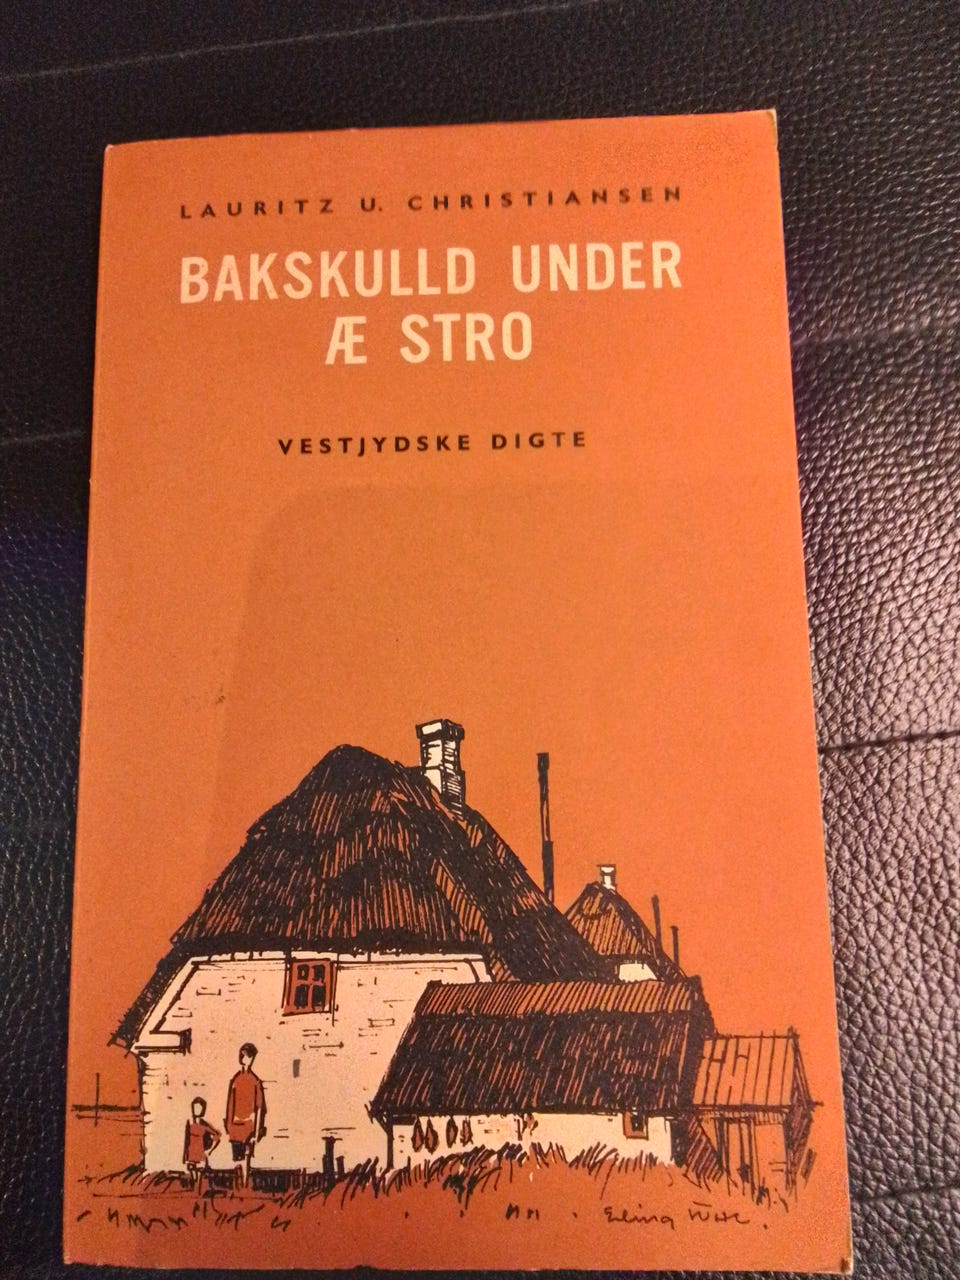 LAURITZ U. CHRISTIANSEN
BAKSKULLD UNDER
Æ STRO
VESTJYDSKE DIGTE